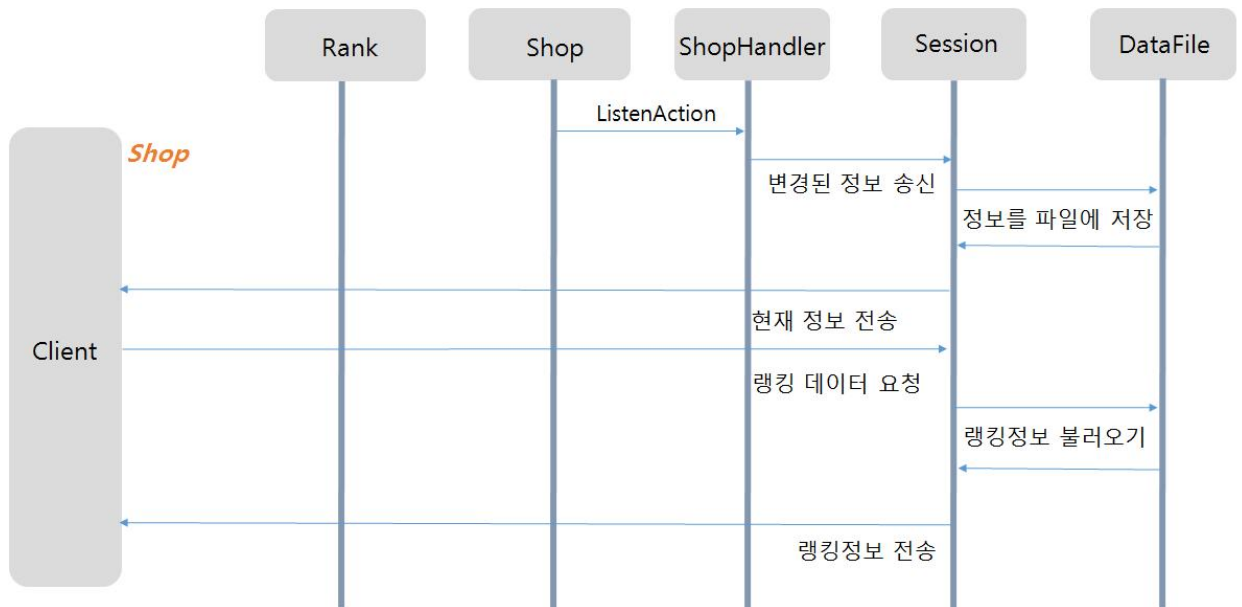 Rank
Shop
ShopHandler
Session
DataFile
ListenAction
Shop
변경된 정보 송신
정보를 파일에 저장
현재 정보 전송
Client
랭킹 데이터 요청
랭킹정보 불러오기
랭킹정보 전송